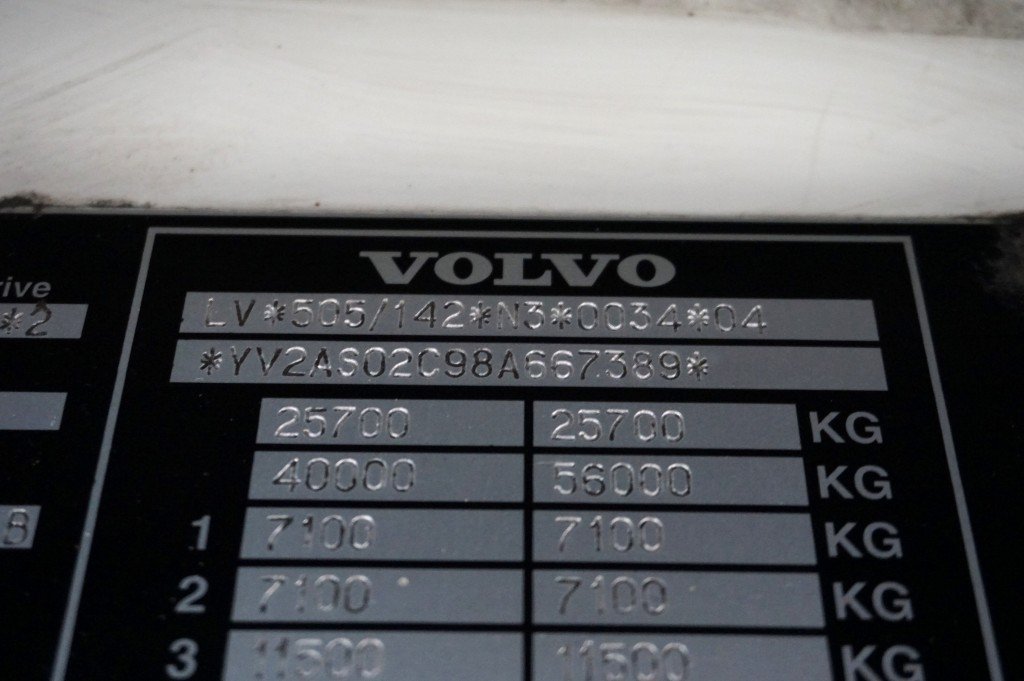 VOLVO
rive
*2
LV*505/142*N3*0034*04
*YV2AS02C98A667389*
25700 25700 KG
40000 56000 KG
8
1 7100 7100 KG
2 7100 7100 KG
3 11500 11500 KG